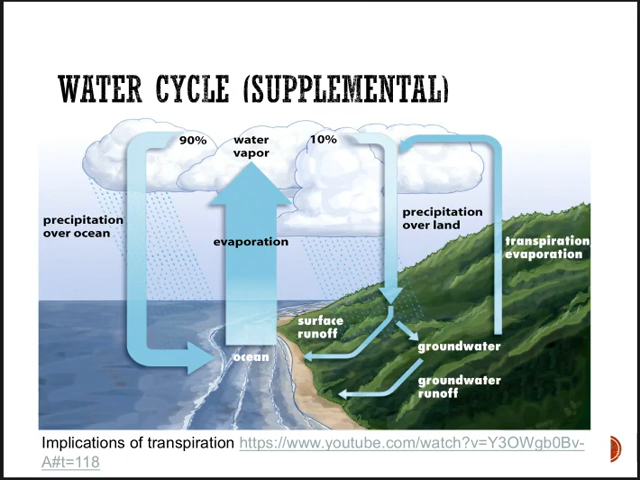 WATER CYCLE (SUPPLEMENTAL)
90%
water
vapor
10%
precipitation
over ocean
evaporation
precipitation
over land
transpiration
evaporation
surface
runoff
ocean
groundwater
groundwater
runoff
Implications of transpiration https://www.youtube.com/watch?v=Y3OWgb0Bv-
A#t=118